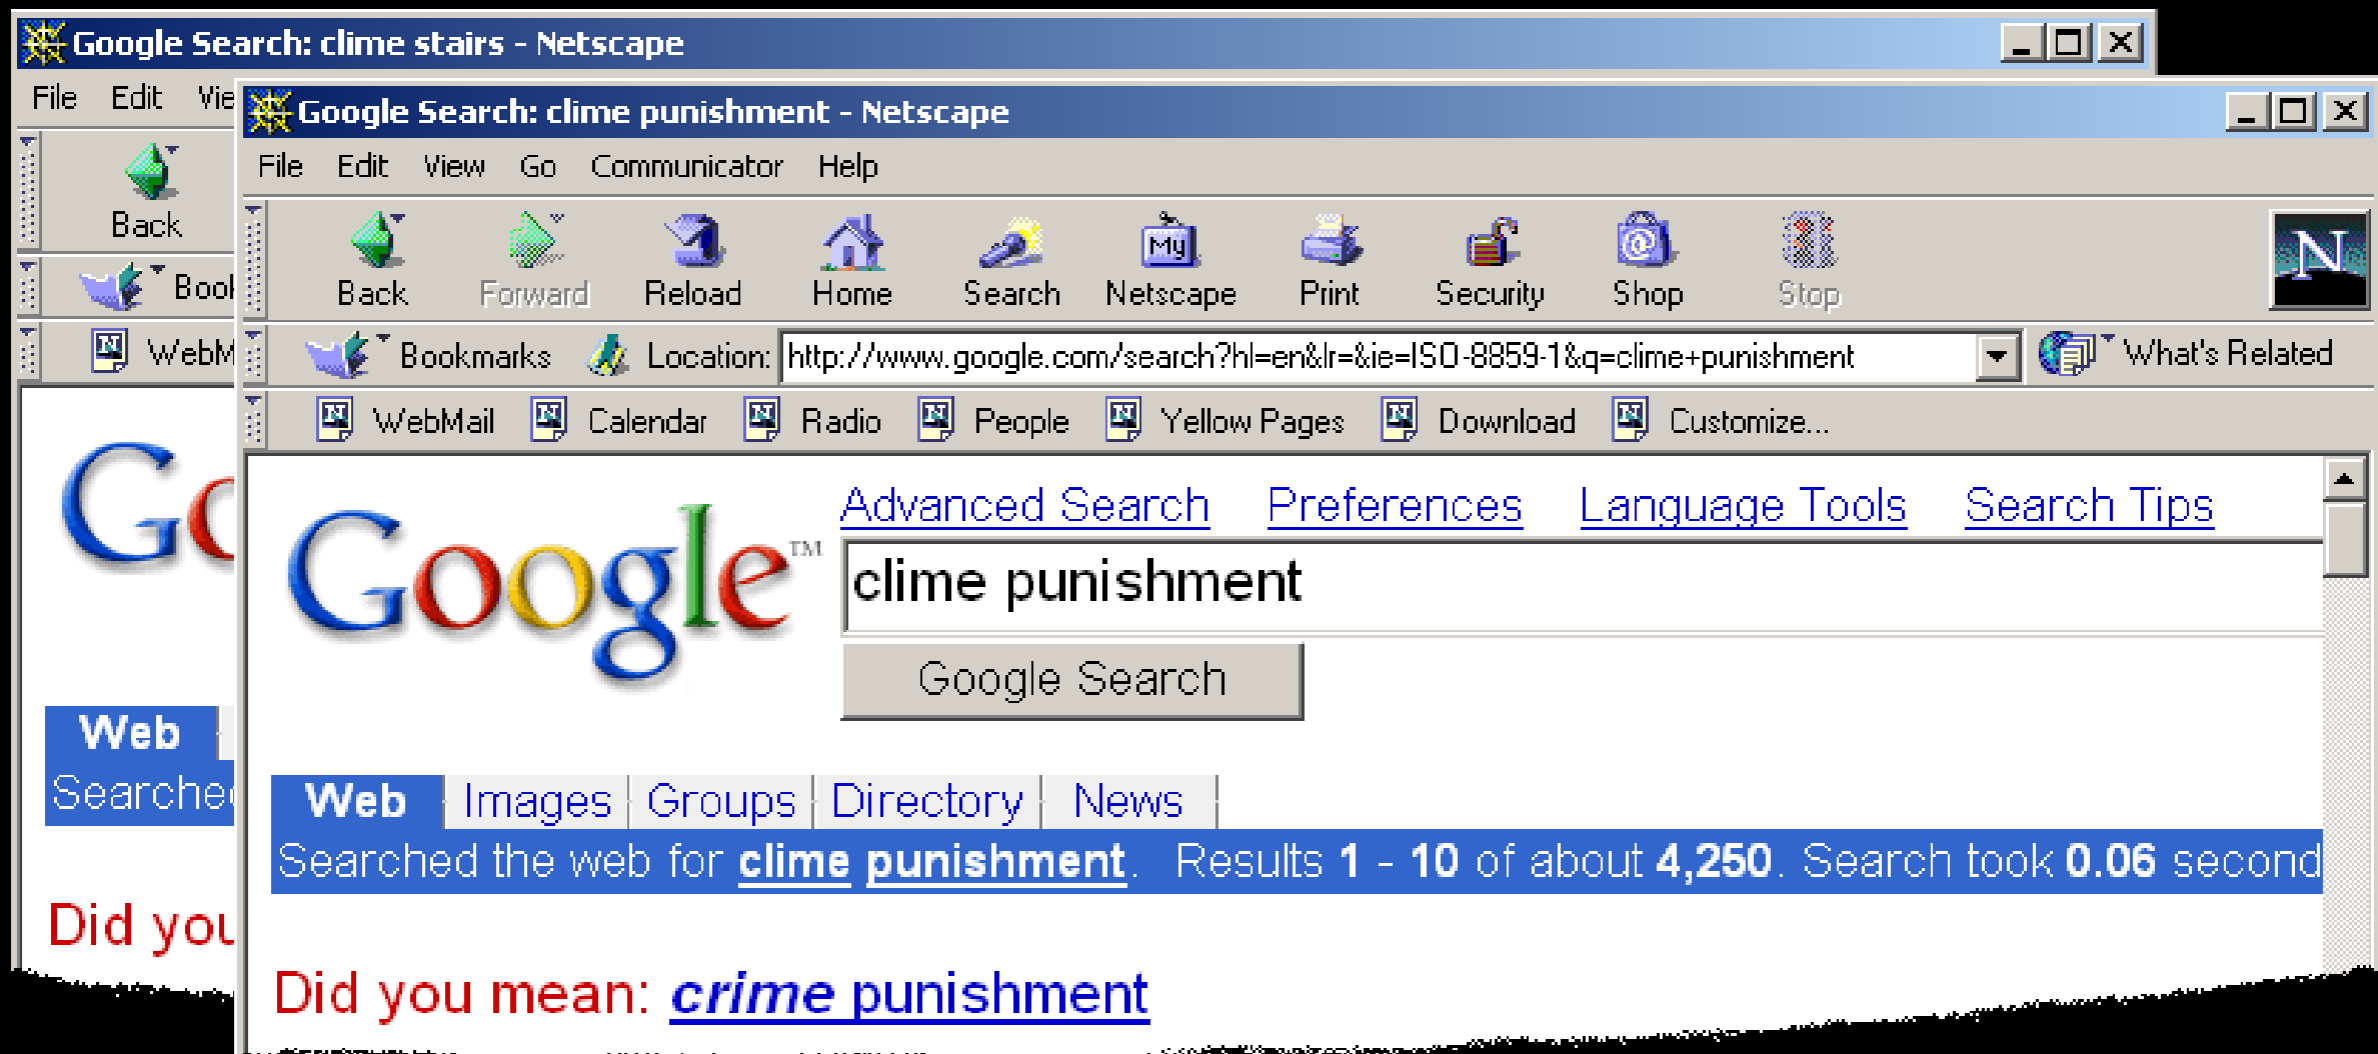 Google Search: clime stairs - Netscape
File Edit Vie
Back
Book
WebM
Go
Web
Searched
Did you
Google Search: clime punishment - Netscape
File Edit View Go Communicator Help
My
N
Back Forward Reload Home Search Netscape Print Security Shop Stop
Bookmarks Location: http://www.google.com/search?hl=en&lr=&ie=ISO-8859-1&q=clime+punishment What's Related
WebMail Calendar Radio People Yellow Pages Download Customize...
Advanced Search Preferences Language Tools Search Tips
Google™
clime punishment
Google Search
Web Images Groups Directory News
Searched the web for clime punishment. Results 1 - 10 of about 4,250. Search took 0.06 second
Did you mean: crime punishment